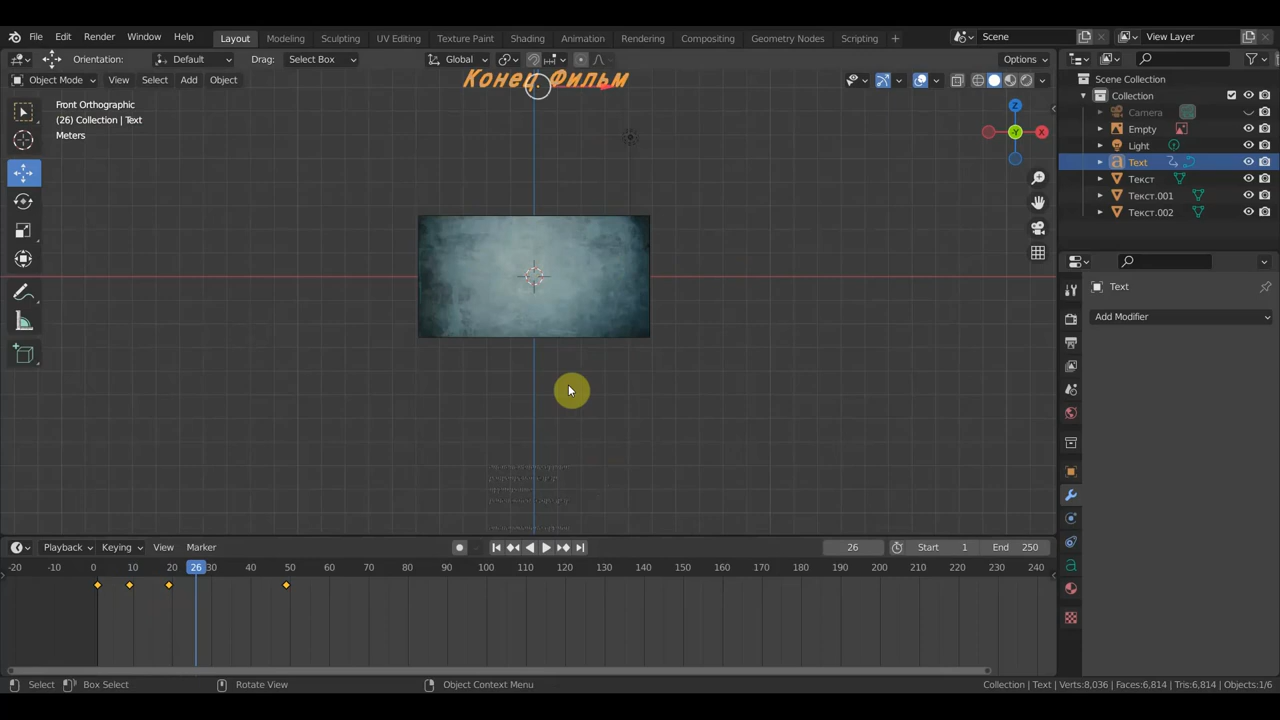 File Edit Render Window Help Layout Modeling Sculpting UV Editing Texture Paint Shading Animation Rendering Compositing Geometry Nodes Scripting + Scene View Layer
Orientation: Default Drag: Select Box Global Options
Object Mode View Select Add Object
Конец Фильм
Front Orthographic
(26) Collection | Text
Meters
Z
Y
X
Scene Collection
Collection
Camera
Empty
Light
Text
Текст
Текст.001
Текст.002
Text
Add Modifier
Playback Keying View Marker 26 Start 1 End 250
-20 -10 0 10 20 26 30 40 50 60 70 80 90 100 110 120 130 140 150 160 170 180 190 200 210 220 230 240
Select Box Select Rotate View Object Context Menu Collection | Text | Verts:8,036 | Faces:6,814 | Tris:6,814 | Objects:1/6